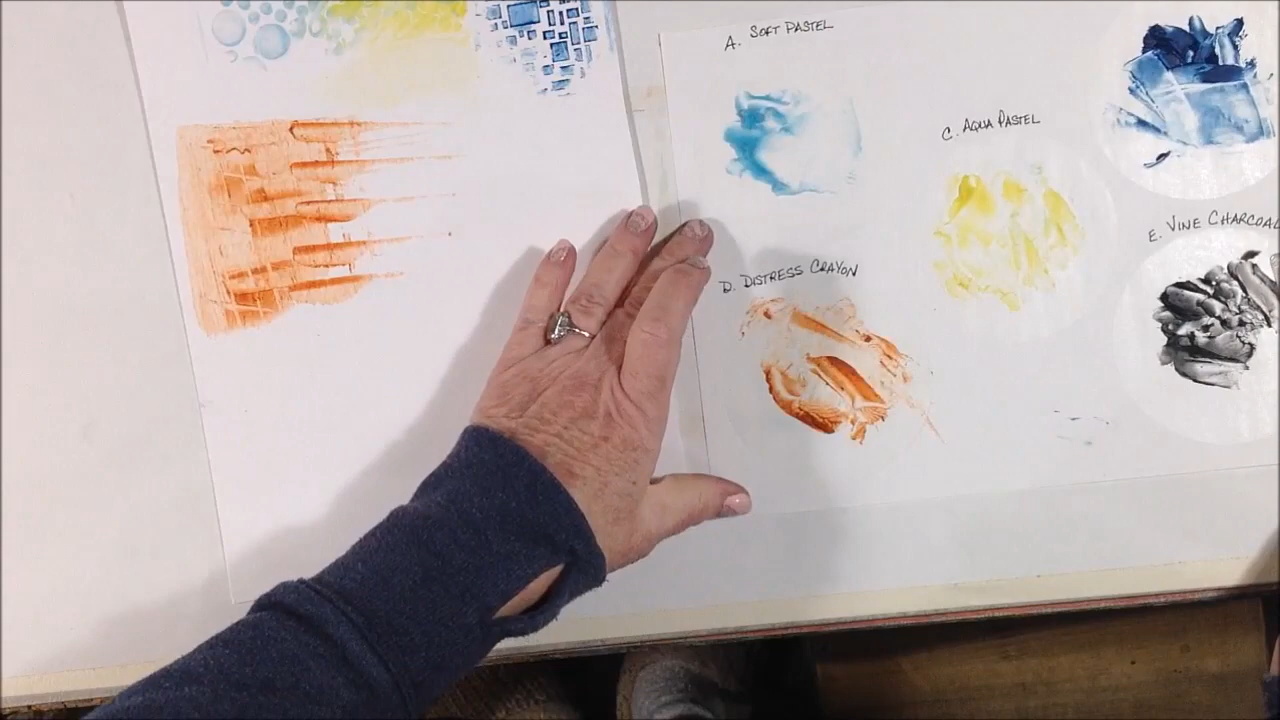 A. SOFT PASTEL
C. AQUA PASTEL
E. VINE CHARCOAL
D. DISTRESS CRAYON